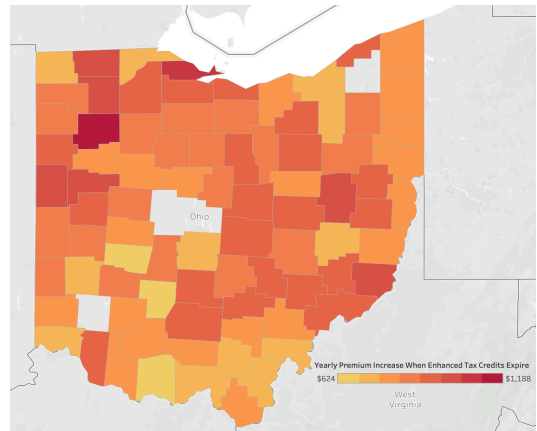 Ohio
Yearly Premium Increase When Enhanced Tax Credits Expire
$624 $1,188
West
Virginia